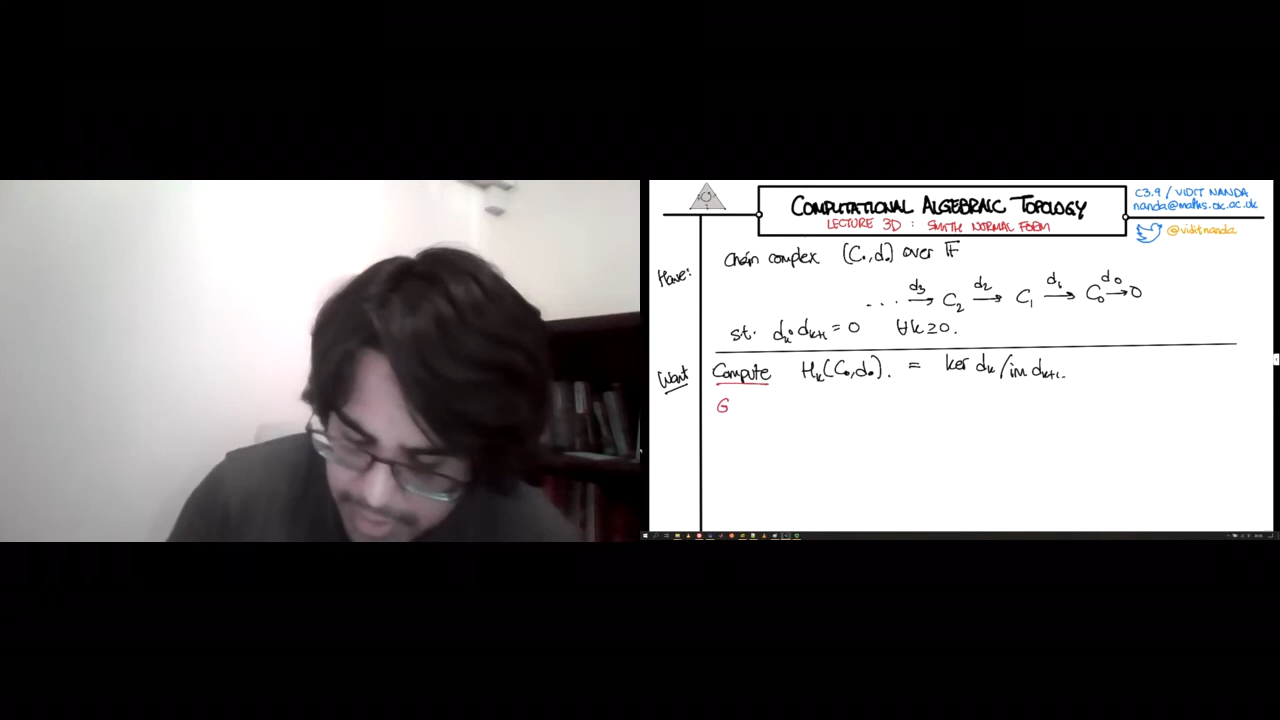 COMPUTATIONAL ALGEBRAIC TOPOLOGY
LECTURE 3D : SMITH NORMAL FORM
C3.9 / VIDIT NANDA
nanda@maths.ox.ac.uk
@viditnanda
Have: Chain complex (C•,d•) over 𝔽
... d₃→ C₂ d₂→ C₁ d₁→ C₀ d₀→ 0
st. dₖ∘dₖ₊₁ = 0 ∀k≥0.
Want Compute Hₖ(C•,d•). = ker dₖ/im dₖ₊₁.
G